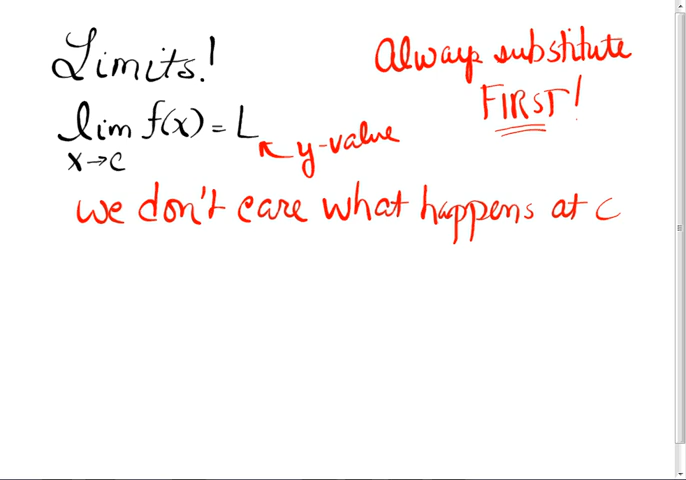 Limits!
Always substitute
FIRST!
lim f(x) = L
x→c
y-value
we don't care what happens at c